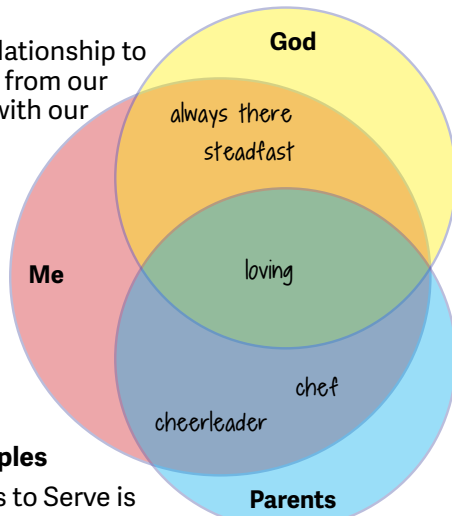 lationship to
from our
with our
God
always there
steadfast
Me
loving
chef
cheerleader
ples
s to Serve is
Parents